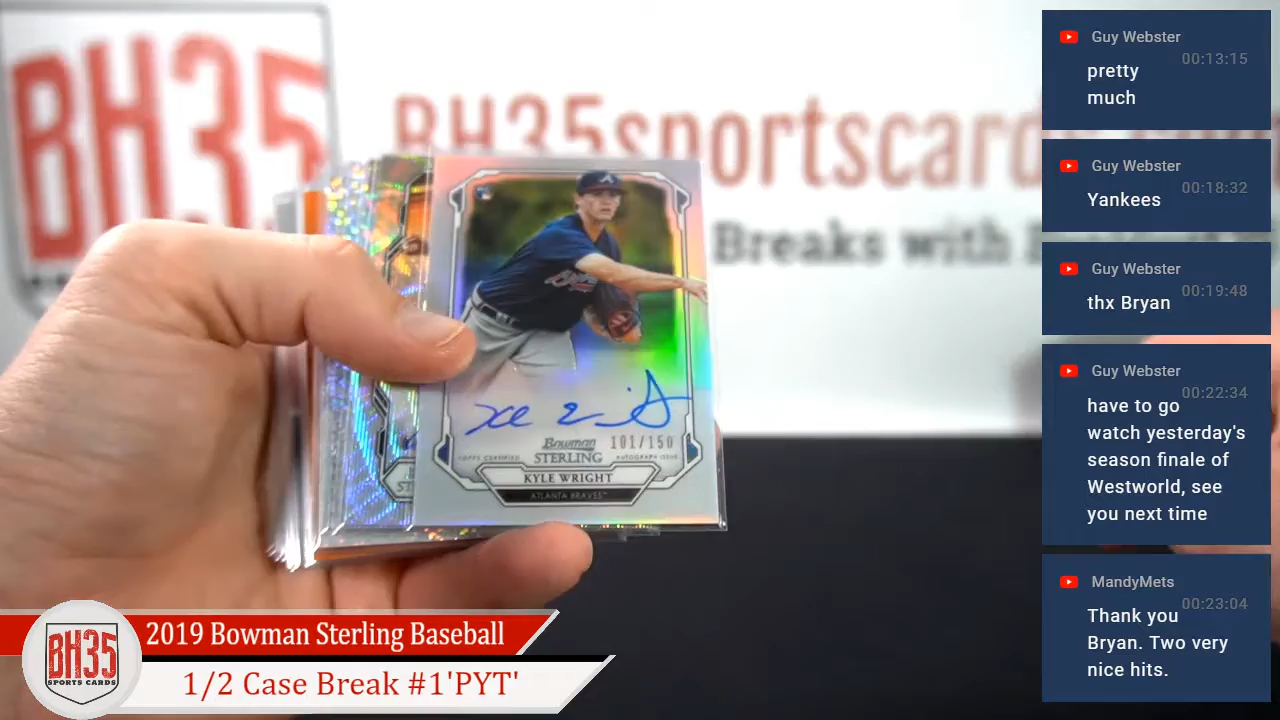 BH35
BH35sportscards
Breaks with
Bowman
STERLING
101/150
TOPPS CERTIFIED
AUTOGRAPH ISSUE
KYLE WRIGHT
ATLANTA BRAVES
BH35
SPORTS CARDS
2019 Bowman Sterling Baseball
1/2 Case Break #1'PYT'
Guy Webster
00:13:15
pretty
much
Guy Webster
00:18:32
Yankees
Guy Webster
00:19:48
thx Bryan
Guy Webster
00:22:34
have to go
watch yesterday's
season finale of
Westworld, see
you next time
MandyMets
00:23:04
Thank you
Bryan. Two very
nice hits.